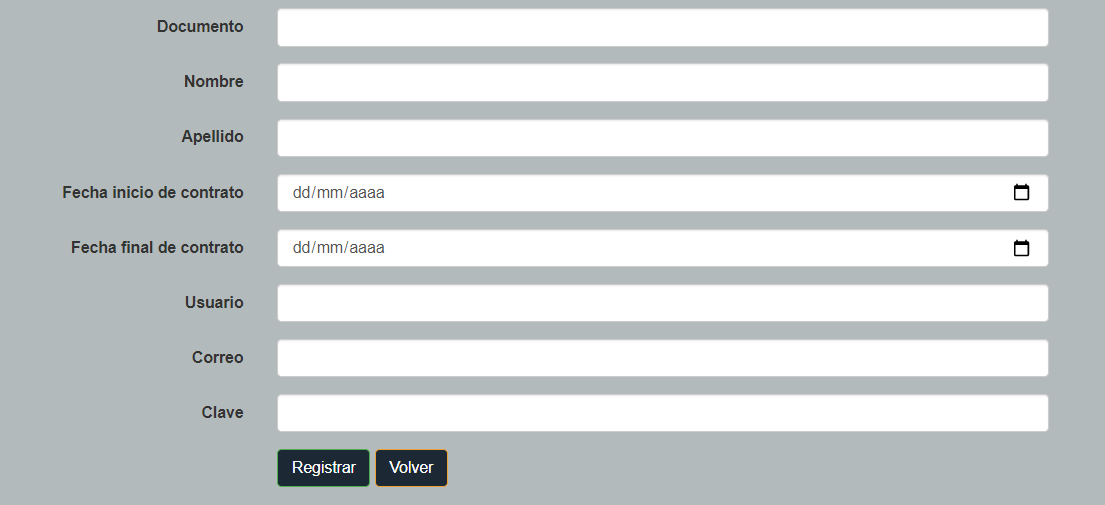 Documento
Nombre
Apellido
Fecha inicio de contrato dd/mm/aaaa
Fecha final de contrato dd/mm/aaaa
Usuario
Correo
Clave
Registrar Volver